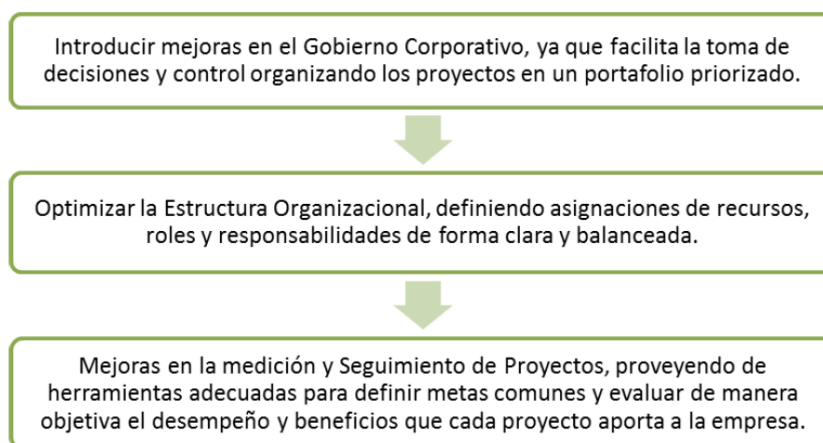 Introducir mejoras en el Gobierno Corporativo, ya que facilita la toma de
decisiones y control organizando los proyectos en un portafolio priorizado.
Optimizar la Estructura Organizacional, definiendo asignaciones de recursos,
roles y responsabilidades de forma clara y balanceada.
Mejoras en la medición y Seguimiento de Proyectos, proveyendo de
herramientas adecuadas para definir metas comunes y evaluar de manera
objetiva el desempeño y beneficios que cada proyecto aporta a la empresa.